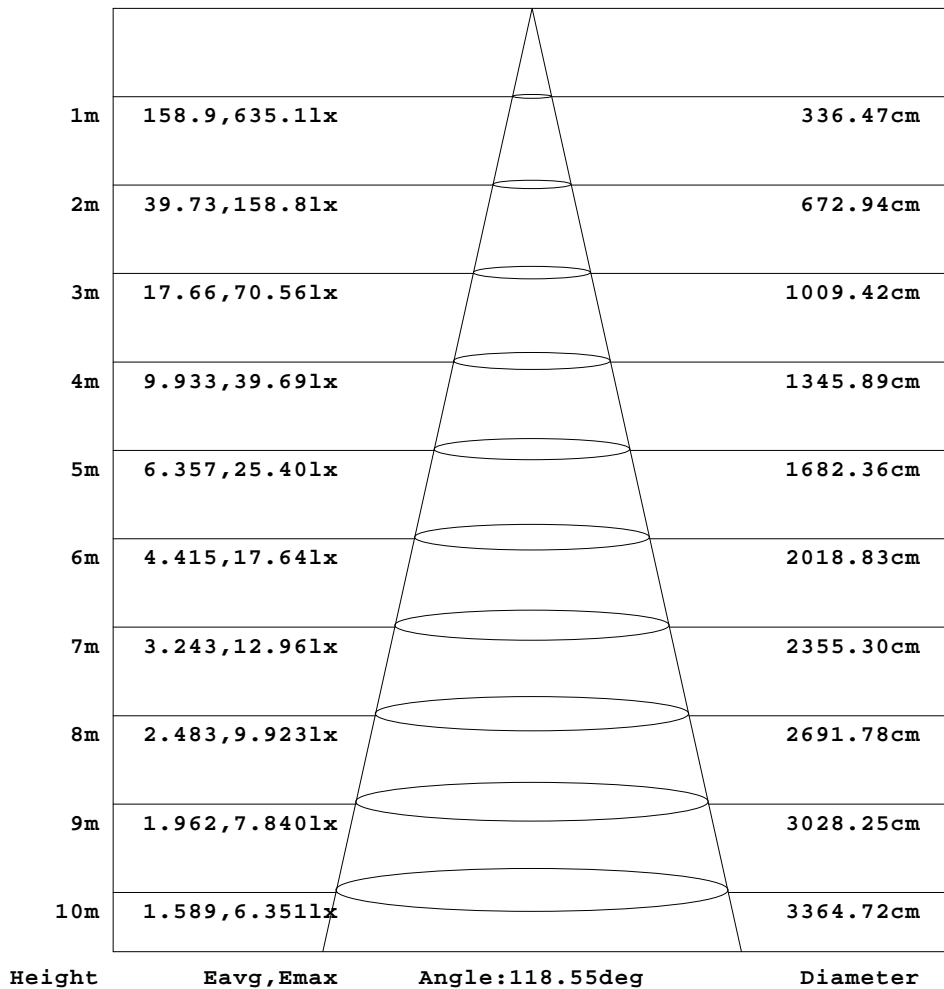 1m 158.9,635.1lx 336.47cm
2m 39.73,158.8lx 672.94cm
3m 17.66,70.56lx 1009.42cm
4m 9.933,39.69lx 1345.89cm
5m 6.357,25.40lx 1682.36cm
6m 4.415,17.64lx 2018.83cm
7m 3.243,12.96lx 2355.30cm
8m 2.483,9.923lx 2691.78cm
9m 1.962,7.840lx 3028.25cm
10m 1.589,6.351lx 3364.72cm
Height Eavg,Emax Angle:118.55deg Diameter